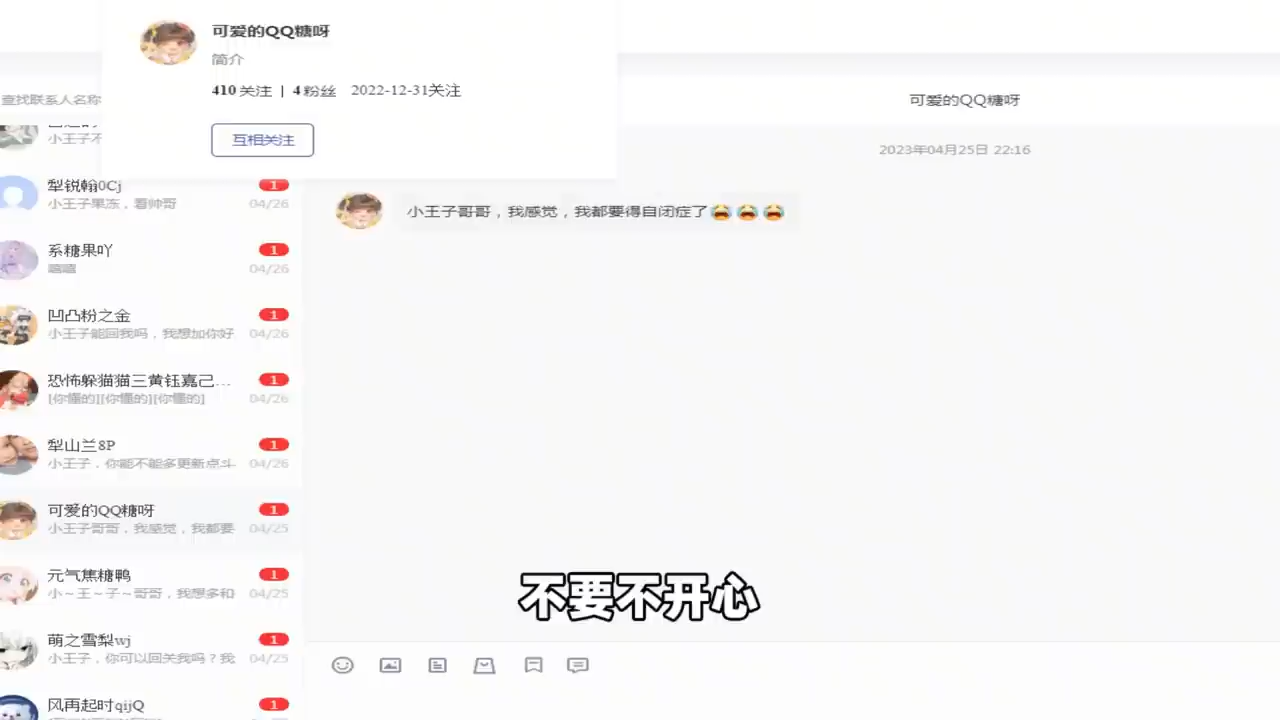 可爱的QQ糖呀
简介
410 关注 | 4 粉丝 2022-12-31关注
互相关注
查找联系人名称
小王子不
犁锐翰0Cj 1
小王子果冻，看帅哥 04/26
系糖果吖 1
嘻嘻 04/26
凹凸粉之金 1
小王子能回我吗，我想加你好 04/26
恐怖躲猫猫三黄钰嘉己... 1
[你懂的][你懂的][你懂的] 04/26
犁山兰8P 1
小王子，你能不能多更新点斗 04/26
可爱的QQ糖呀 1
小王子哥哥，我感觉，我都要 04/25
元气焦糖鸭 1
小～王～子～哥哥，我想多和 04/25
萌之雪梨wj 1
小王子，你可以回关我吗？我 04/25
风再起时qijQ 1
可爱的QQ糖呀
2023年04月25日 22:16
小王子哥哥，我感觉，我都要得自闭症了😭😭😭
不要不开心